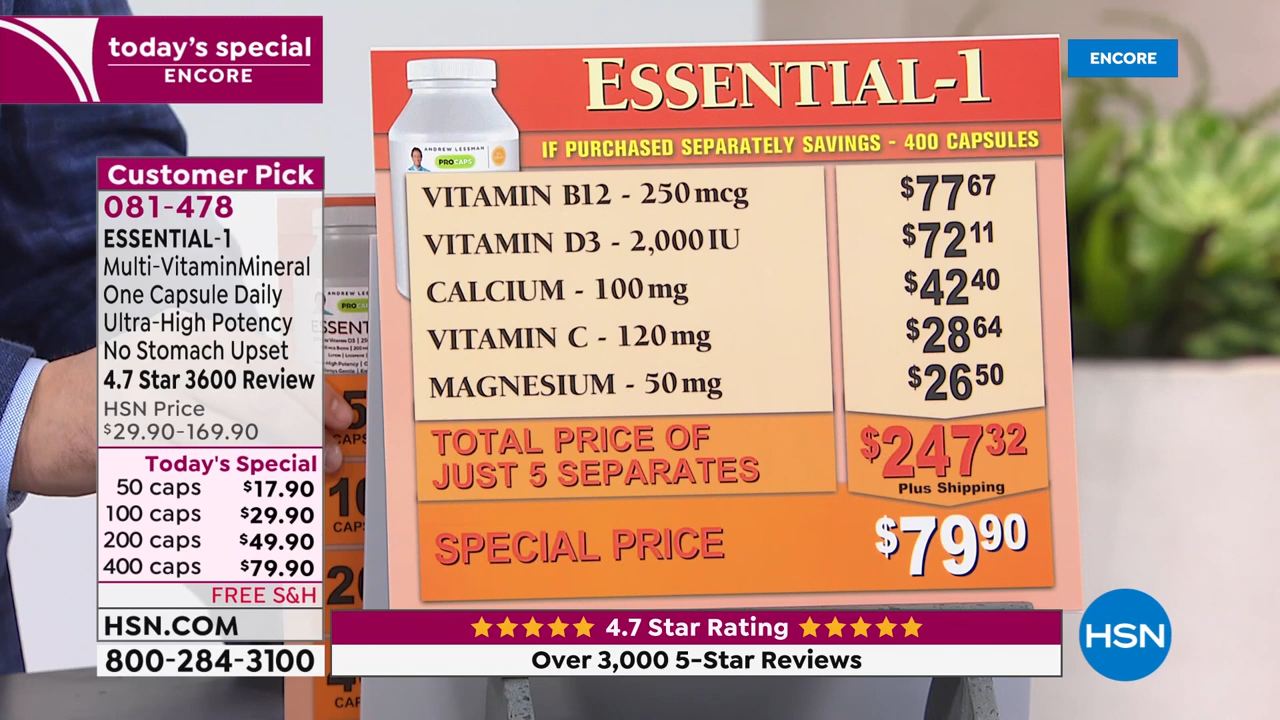 today's special
ENCORE
ENCORE
Customer Pick
081-478
ESSENTIAL-1
Multi-VitaminMineral
One Capsule Daily
Ultra-High Potency
No Stomach Upset
4.7 Star 3600 Review
HSN Price
$29.90-169.90
Today's Special
50 caps $17.90
100 caps $29.90
200 caps $49.90
400 caps $79.90
FREE S&H
HSN.COM
800-284-3100
ESSENTIAL-1
IF PURCHASED SEPARATELY SAVINGS - 400 CAPSULES
ANDREW LESSMAN
PROCAPS
VITAMIN B12 - 250 mcg $77.67
VITAMIN D3 - 2,000 IU $72.11
CALCIUM - 100 mg $42.40
VITAMIN C - 120 mg $28.64
MAGNESIUM - 50 mg $26.50
TOTAL PRICE OF
JUST 5 SEPARATES
$247.32
Plus Shipping
SPECIAL PRICE $79.90
4.7 Star Rating
Over 3,000 5-Star Reviews
HSN